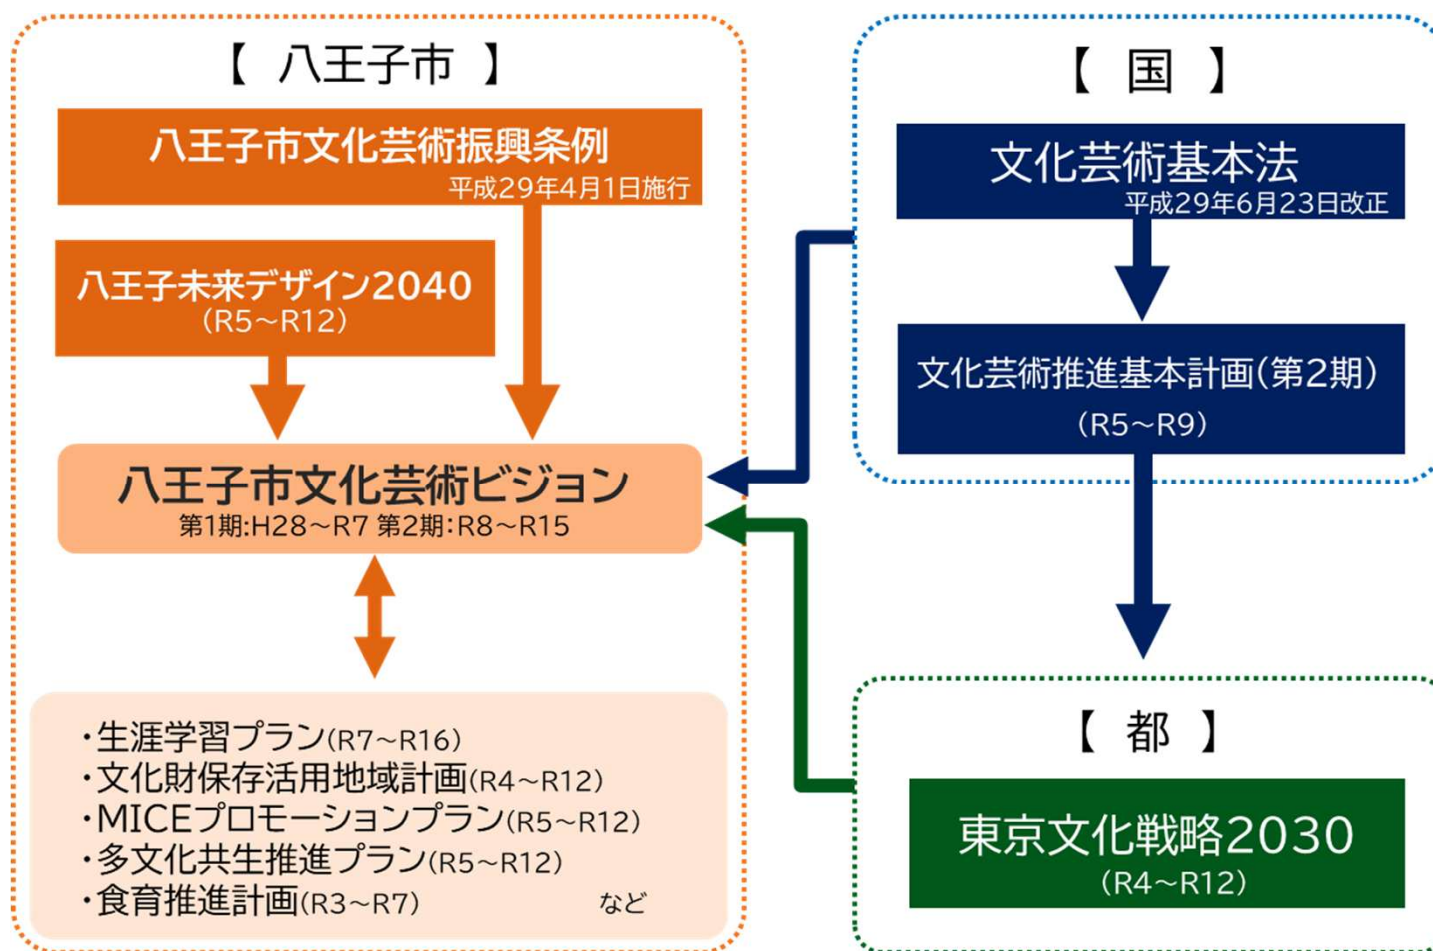 【 八王子市 】
八王子市文化芸術振興条例
平成29年4月1日施行
八王子未来デザイン2040
(R5～R12)
八王子市文化芸術ビジョン
第1期:H28～R7 第2期:R8～R15
・生涯学習プラン(R7～R16)
・文化財保存活用地域計画(R4～R12)
・MICEプロモーションプラン(R5～R12)
・多文化共生推進プラン(R5～R12)
・食育推進計画(R3～R7) など
【 国 】
文化芸術基本法
平成29年6月23日改正
文化芸術推進基本計画(第2期)
(R5～R9)
【 都 】
東京文化戦略2030
(R4～R12)